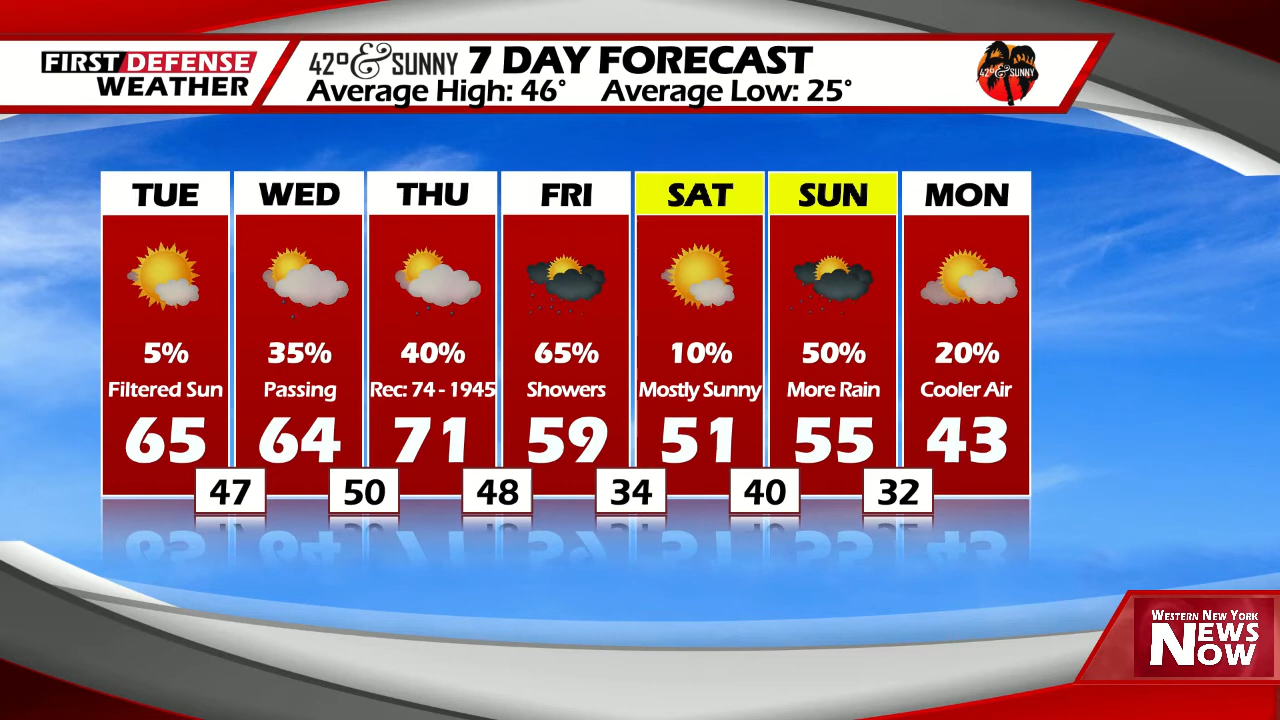 FIRST DEFENSE
WEATHER
42° & SUNNY 7 DAY FORECAST
Average High: 46° Average Low: 25°
42° & SUNNY
TUE WED THU FRI SAT SUN MON
5% 35% 40% 65% 10% 50% 20%
Filtered Sun Passing Rec: 74 - 1945 Showers Mostly Sunny More Rain Cooler Air
65 64 71 59 51 55 43
47 50 48 34 40 32
WESTERN NEW YORK
NEWS
NOW